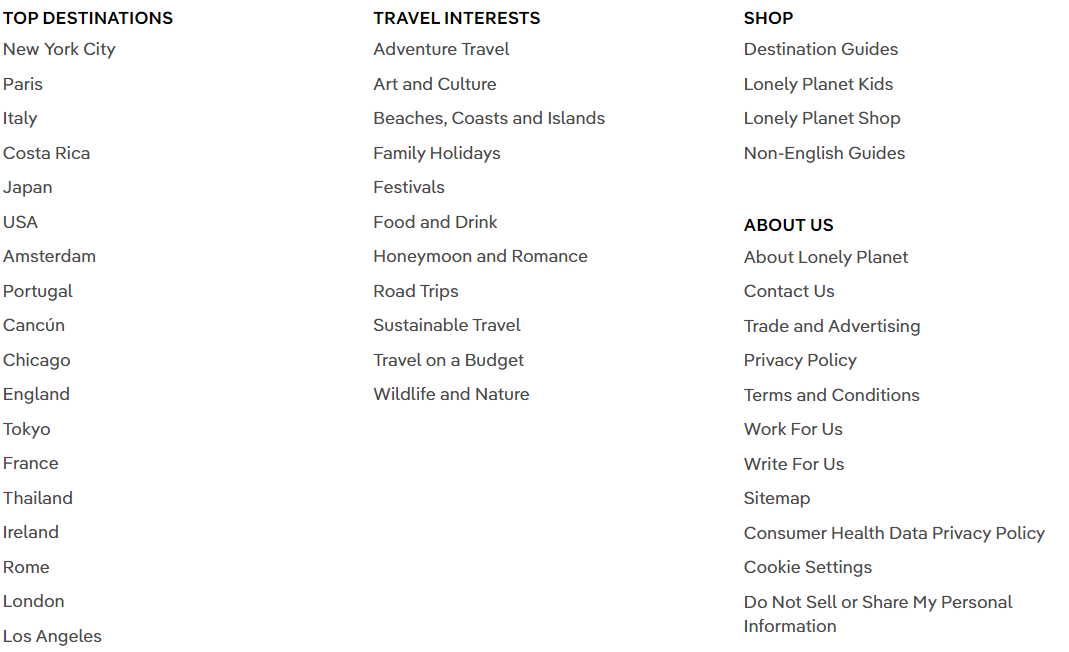 TOP DESTINATIONS
New York City
Paris
Italy
Costa Rica
Japan
USA
Amsterdam
Portugal
Cancún
Chicago
England
Tokyo
France
Thailand
Ireland
Rome
London
Los Angeles
TRAVEL INTERESTS
Adventure Travel
Art and Culture
Beaches, Coasts and Islands
Family Holidays
Festivals
Food and Drink
Honeymoon and Romance
Road Trips
Sustainable Travel
Travel on a Budget
Wildlife and Nature
SHOP
Destination Guides
Lonely Planet Kids
Lonely Planet Shop
Non-English Guides
ABOUT US
About Lonely Planet
Contact Us
Trade and Advertising
Privacy Policy
Terms and Conditions
Work For Us
Write For Us
Sitemap
Consumer Health Data Privacy Policy
Cookie Settings
Do Not Sell or Share My Personal
Information